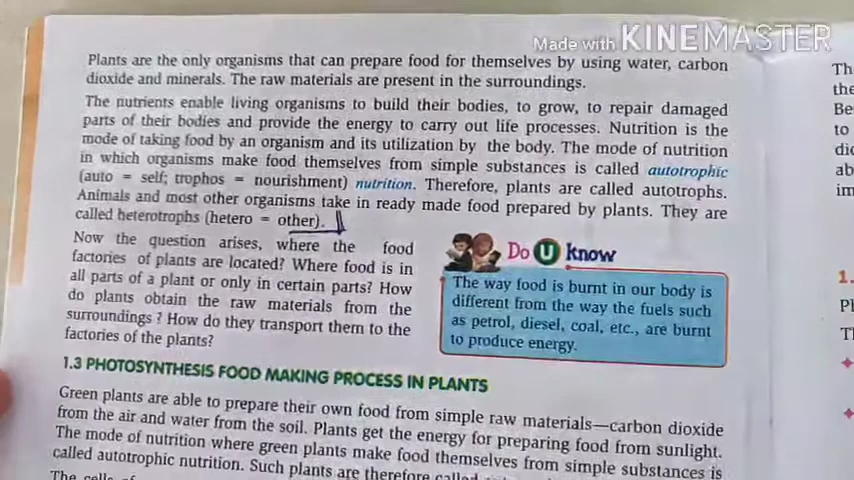 Made with KINEMASTER
Plants are the only organisms that can prepare food for themselves by using water, carbon
dioxide and minerals. The raw materials are present in the surroundings.
The nutrients enable living organisms to build their bodies, to grow, to repair damaged
parts of their bodies and provide the energy to carry out life processes. Nutrition is the
mode of taking food by an organism and its utilization by the body. The mode of nutrition
in which organisms make food themselves from simple substances is called autotrophic
(auto = self; trophos = nourishment) nutrition. Therefore, plants are called autotrophs.
Animals and most other organisms take in ready made food prepared by plants. They are
called heterotrophs (hetero = other).
Now the question arises, where the food
factories of plants are located? Where food is in
all parts of a plant or only in certain parts? How
do plants obtain the raw materials from the
surroundings ? How do they transport them to the
factories of the plants?
Do U know
The way food is burnt in our body is
different from the way the fuels such
as petrol, diesel, coal, etc., are burnt
to produce energy.
1.3 PHOTOSYNTHESIS FOOD MAKING PROCESS IN PLANTS
Green plants are able to prepare their own food from simple raw materials—carbon dioxide
from the air and water from the soil. Plants get the energy for preparing food from sunlight.
The mode of nutrition where green plants make food themselves from simple substances is
called autotrophic nutrition. Such plants are therefore called
The cells of
Th
the
Be
to
dio
ab
im
1.
Pl
Th